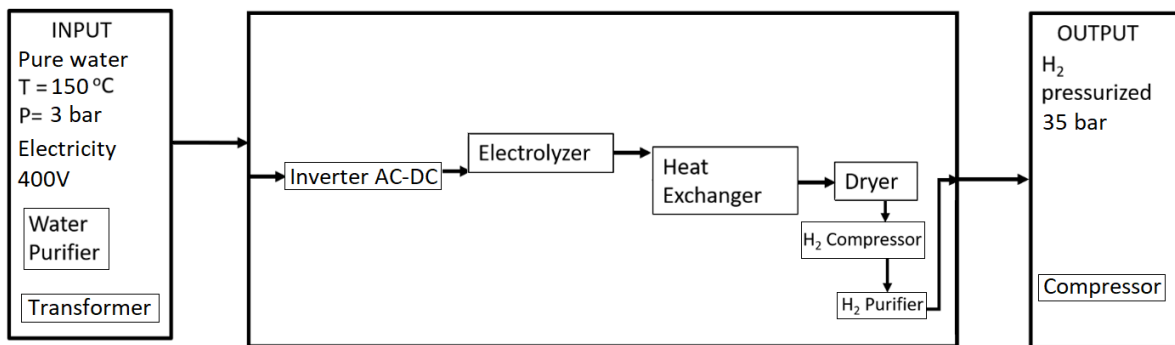 INPUT
Pure water
T = 150 °C
P= 3 bar
Electricity
400V
Water
Purifier
Transformer
Inverter AC-DC
Electrolyzer
Heat
Exchanger
Dryer
H₂ Compressor
H₂ Purifier
OUTPUT
H₂
pressurized
35 bar
Compressor